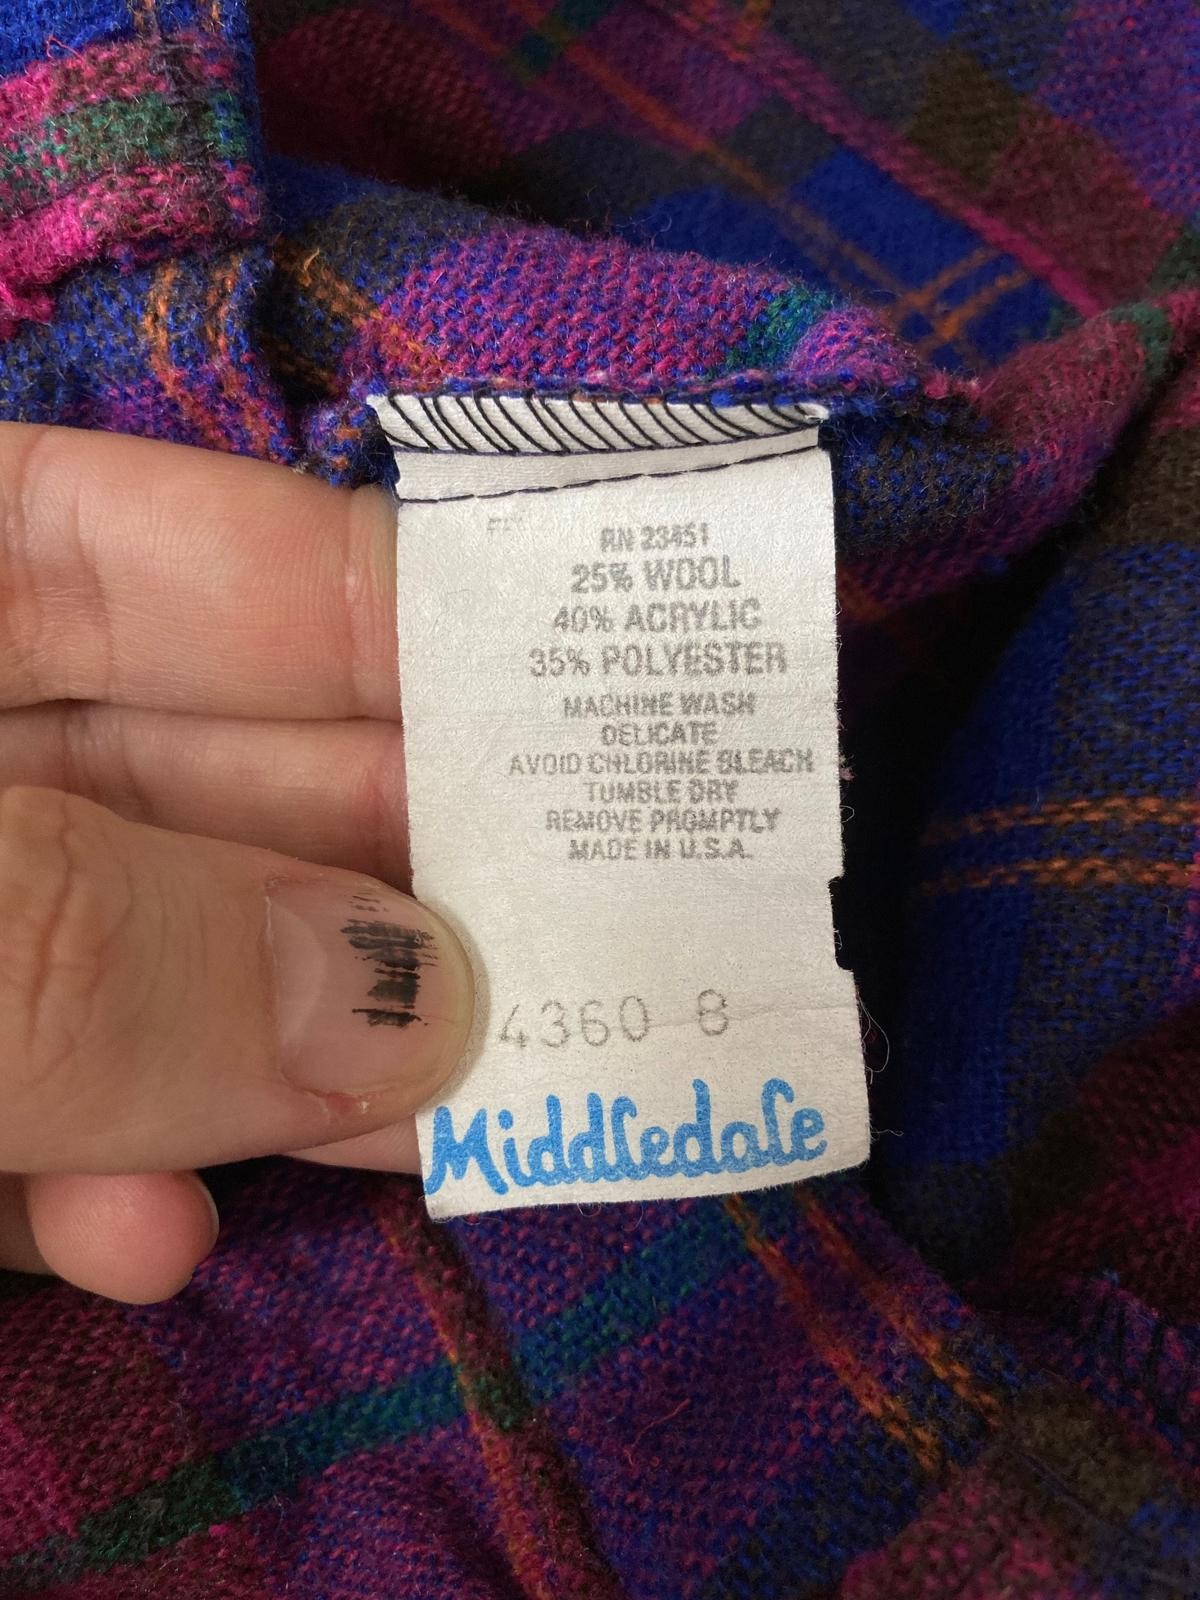 RN 23451
25% WOOL
40% ACRYLIC
35% POLYESTER
MACHINE WASH
DELICATE
AVOID CHLORINE BLEACH
TUMBLE DRY
REMOVE PROMPTLY
MADE IN U.S.A.
4360 8
Middledale